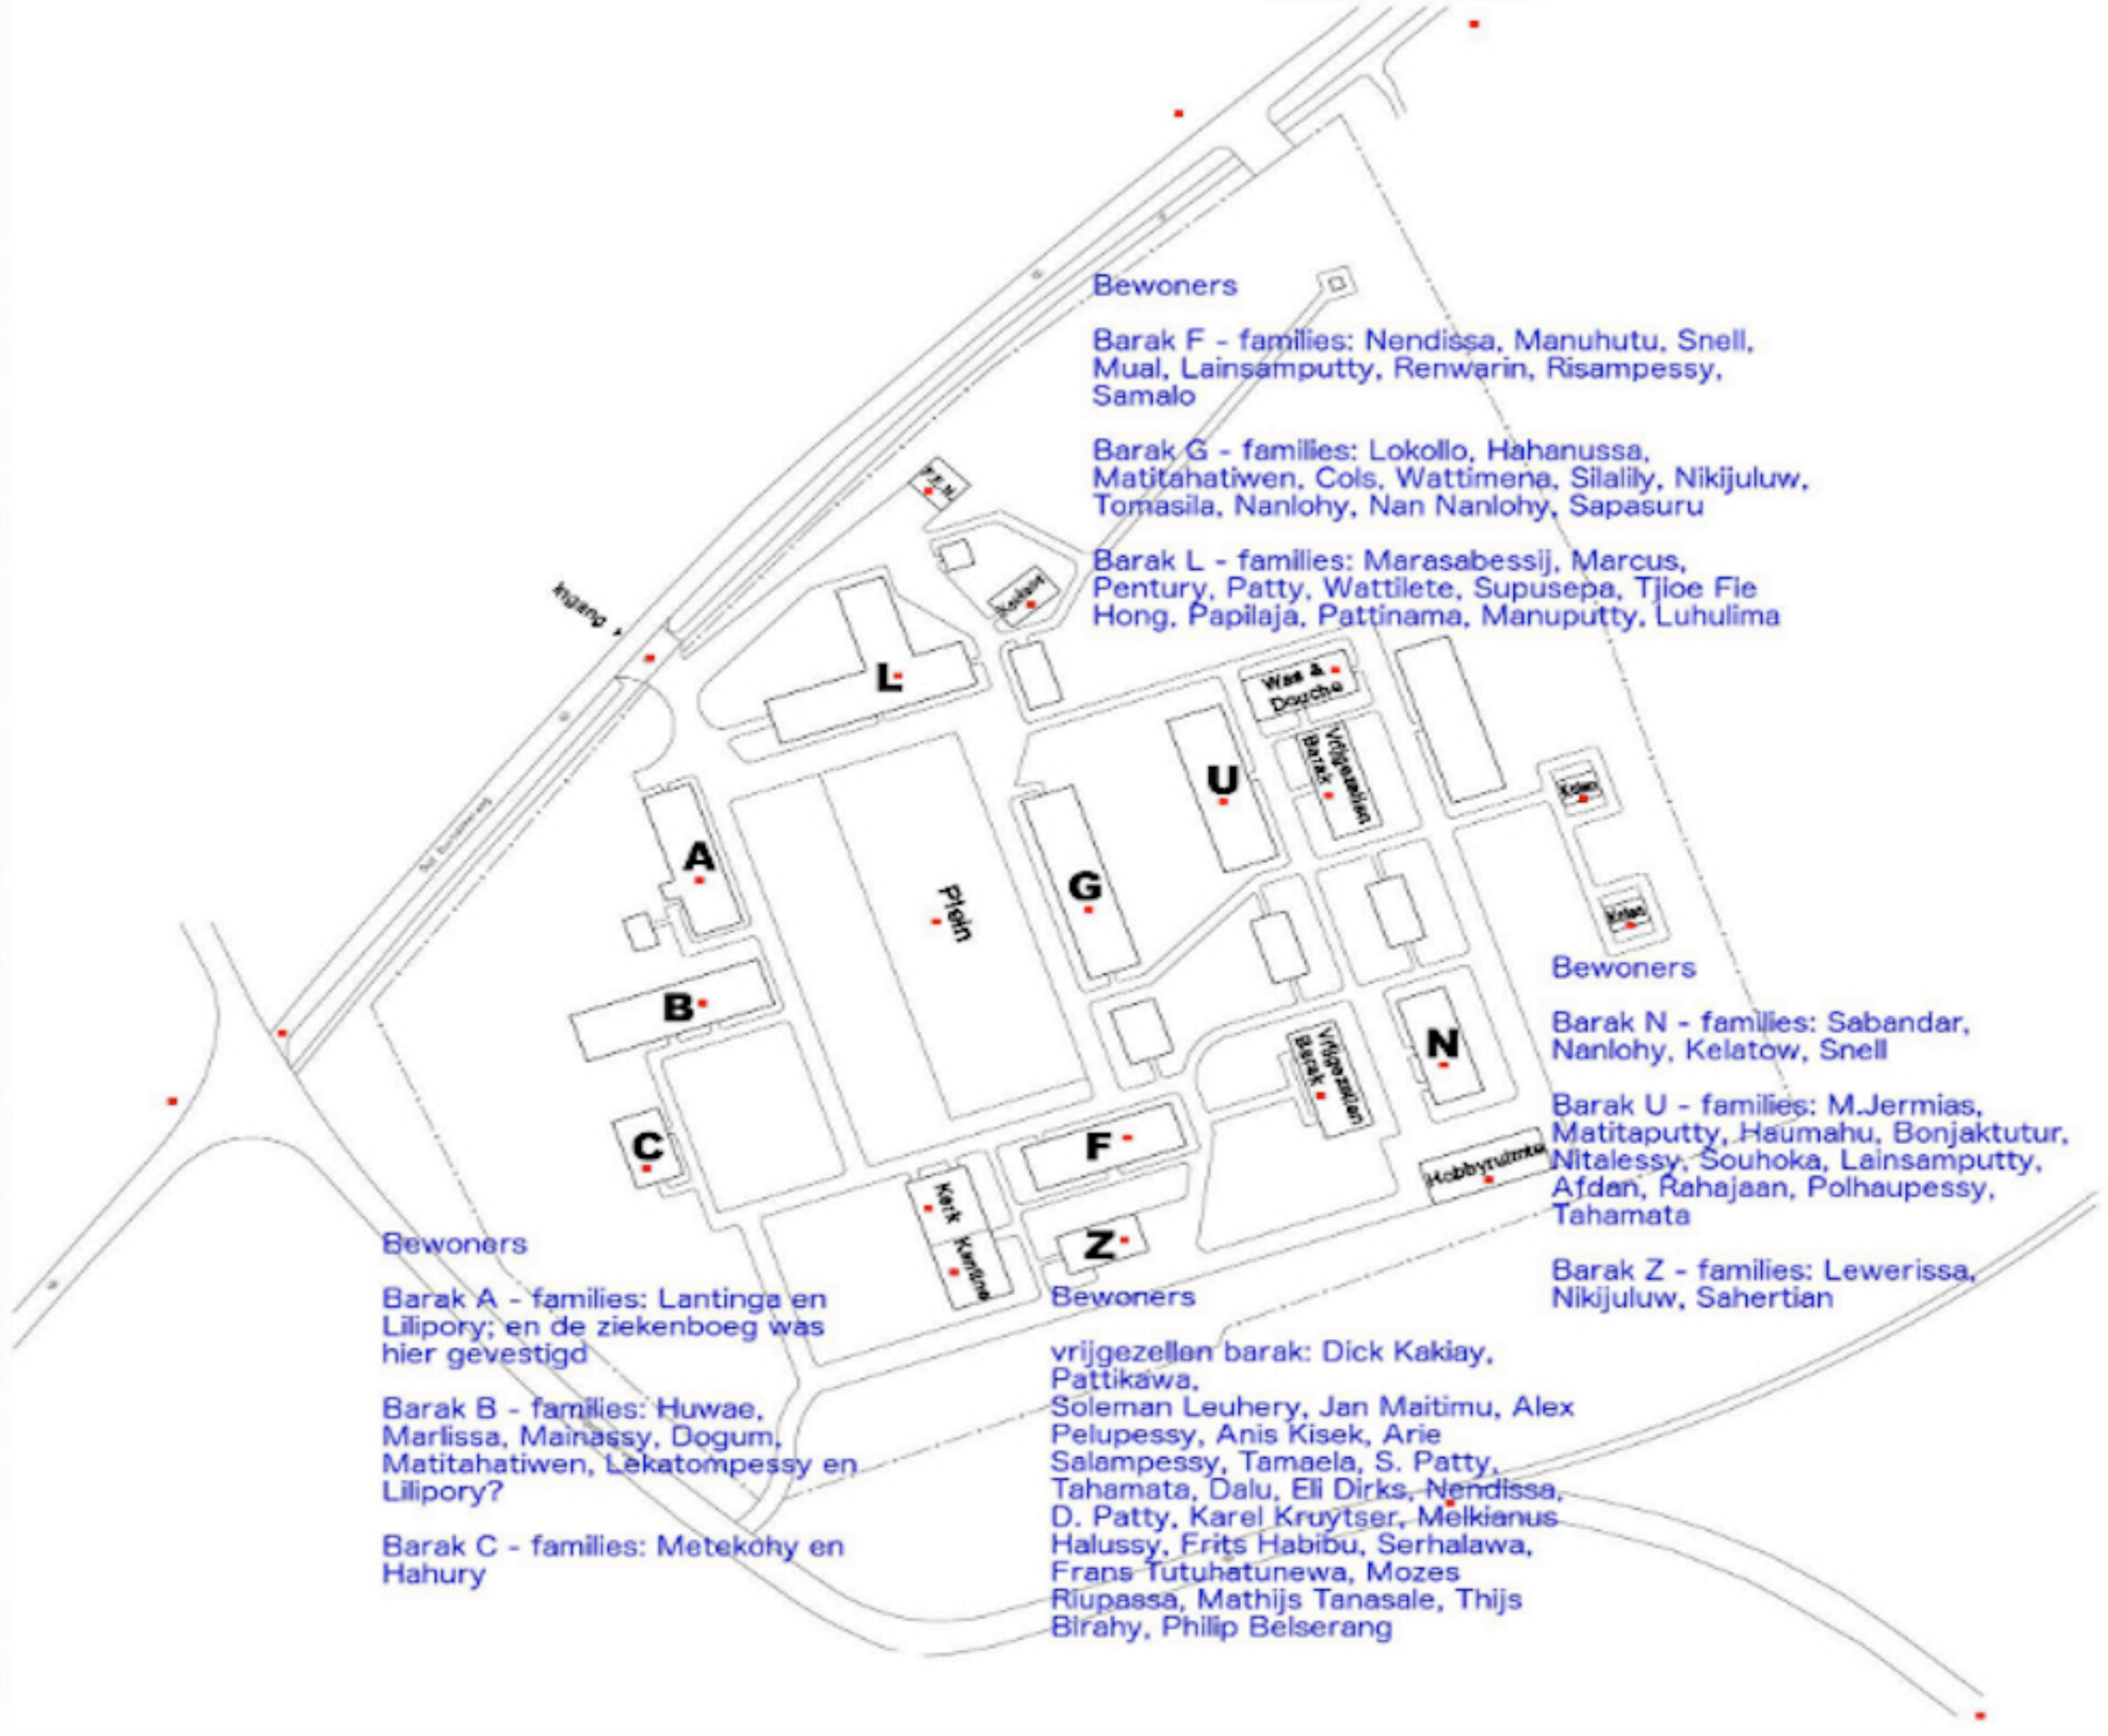 Bewoners
Barak F - families: Nendissa, Manuhutu, Snell,
Mual, Lainsamputty, Renwarin, Risampessy,
Samalo
Barak G - families: Lokollo, Hahanussa,
Matitahatiwen, Cols, Wattimena, Silalily, Nikijuluw,
Tomasila, Nanlohy, Nan Nanlohy, Sapasuru
Barak L - families: Marasabessij, Marcus,
Pentury, Patty, Wattilete, Supusepa, Tjioe Fie
Hong, Papilaja, Pattinama, Manuputty, Luhulima
Ingang
L
Was &
Douche
Vrijgezellen
Barak
U
A
G
Plein
B
N
Vrijgezellen
Barak
C
F
Hobbyruimte
Kerk
Kantine
Z
Bewoners
Barak N - families: Sabandar,
Nanlohy, Kelatow, Snell
Barak U - families: M.Jermias,
Matitaputty, Haumahu, Bonjaktutur,
Nitalessy, Souhoka, Lainsamputty,
Afdan, Rahajaan, Polhaupessy,
Tahamata
Barak Z - families: Lewerissa,
Nikijuluw, Sahertian
Bewoners
Barak A - families: Lantinga en
Lilipory; en de ziekenboeg was
hier gevestigd
Barak B - families: Huwae,
Marlissa, Mainassy, Dogum,
Matitahatiwen, Lekatompessy en
Lilipory?
Barak C - families: Metekohy en
Hahury
Bewoners
vrijgezellen barak: Dick Kakiay,
Pattikawa,
Soleman Leuhery, Jan Maitimu, Alex
Pelupessy, Anis Kisek, Arie
Salampessy, Tamaela, S. Patty,
Tahamata, Dalu, Eli Dirks, Nendissa,
D. Patty, Karel Kruytser, Melkianus
Halussy, Frits Habibu, Serhalawa,
Frans Tutuhatunewa, Mozes
Riupassa, Mathijs Tanasale, Thijs
Birahy, Philip Belserang